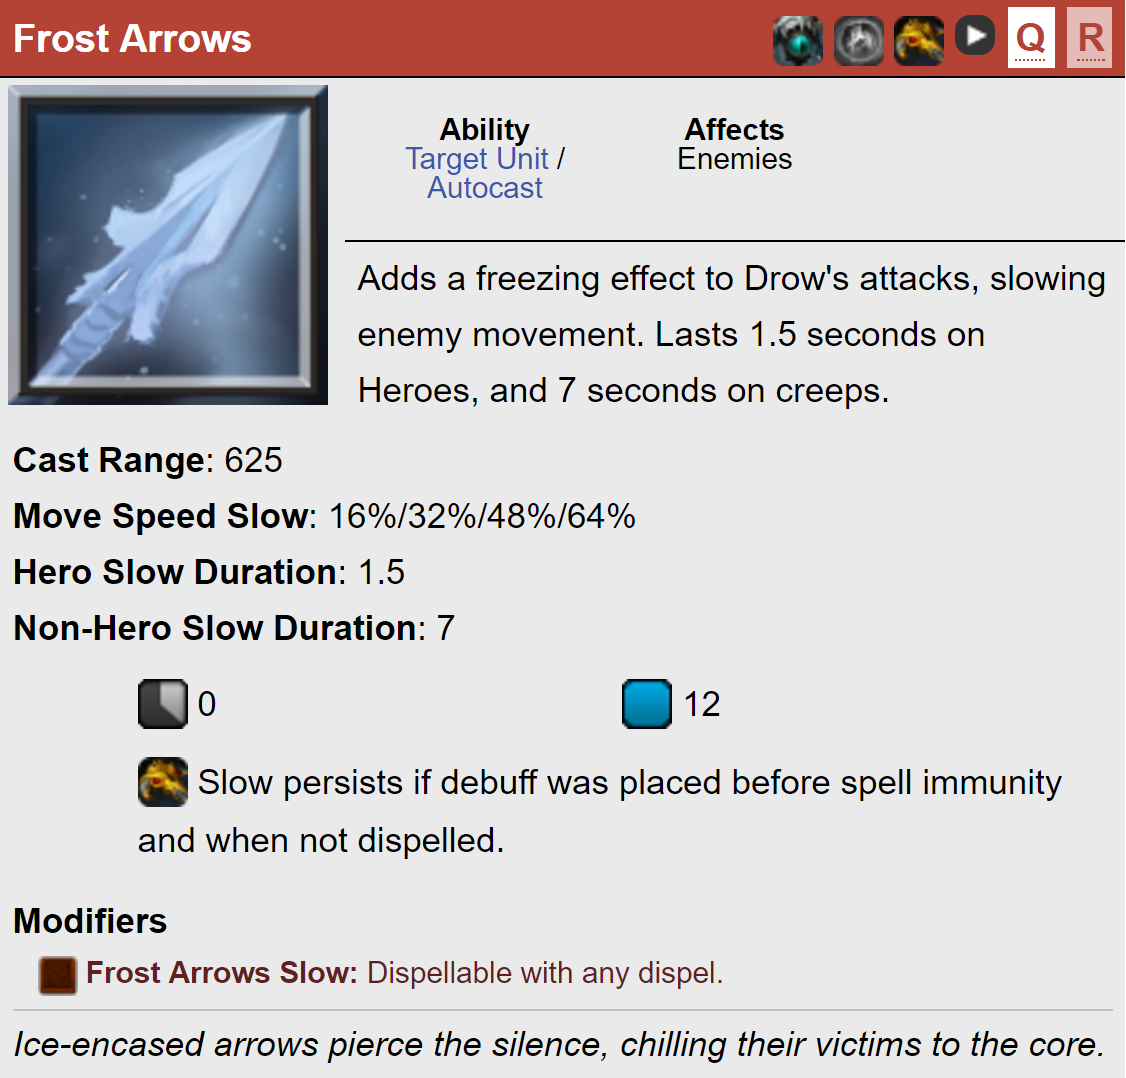 Frost Arrows
Q R
Ability
Target Unit /
Autocast
Affects
Enemies
Adds a freezing effect to Drow's attacks, slowing
enemy movement. Lasts 1.5 seconds on
Heroes, and 7 seconds on creeps.
Cast Range: 625
Move Speed Slow: 16%/32%/48%/64%
Hero Slow Duration: 1.5
Non-Hero Slow Duration: 7
0
12
Slow persists if debuff was placed before spell immunity
and when not dispelled.
Modifiers
Frost Arrows Slow: Dispellable with any dispel.
Ice-encased arrows pierce the silence, chilling their victims to the core.